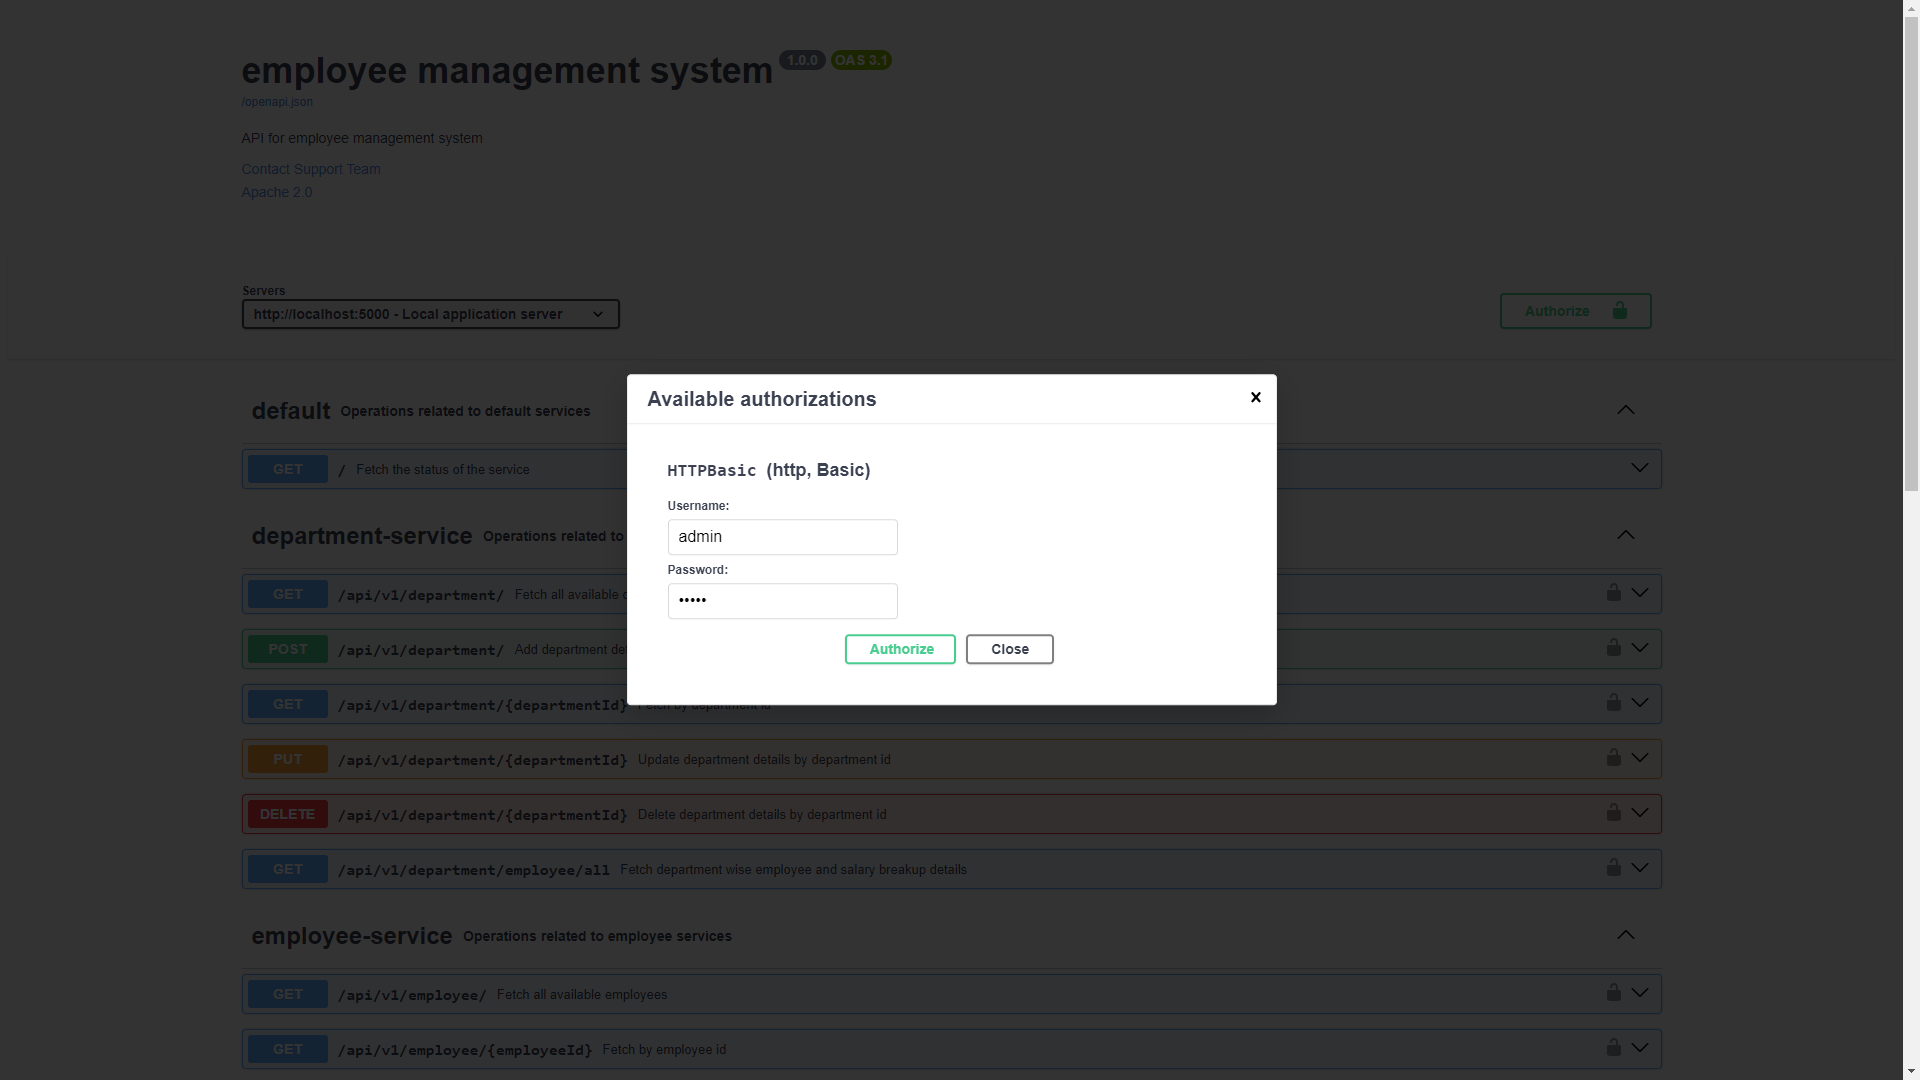 employee management system 1.0.0 OAS 3.1
/openapi.json
API for employee management system
Contact Support Team
Apache 2.0
Servers
http://localhost:5000 - Local application server
Authorize
Available authorizations
HTTPBasic (http, Basic)
Username:
admin
Password:
•••••
Authorize Close
default Operations related to default services
GET / Fetch the status of the service
department-service Operations related to
GET /api/v1/department/ Fetch all available
POST /api/v1/department/ Add department
GET /api/v1/department/{departmentId} Fetch by department id
PUT /api/v1/department/{departmentId} Update department details by department id
DELETE /api/v1/department/{departmentId} Delete department details by department id
GET /api/v1/department/employee/all Fetch department wise employee and salary breakup details
employee-service Operations related to employee services
GET /api/v1/employee/ Fetch all available employees
GET /api/v1/employee/{employeeId} Fetch by employee id